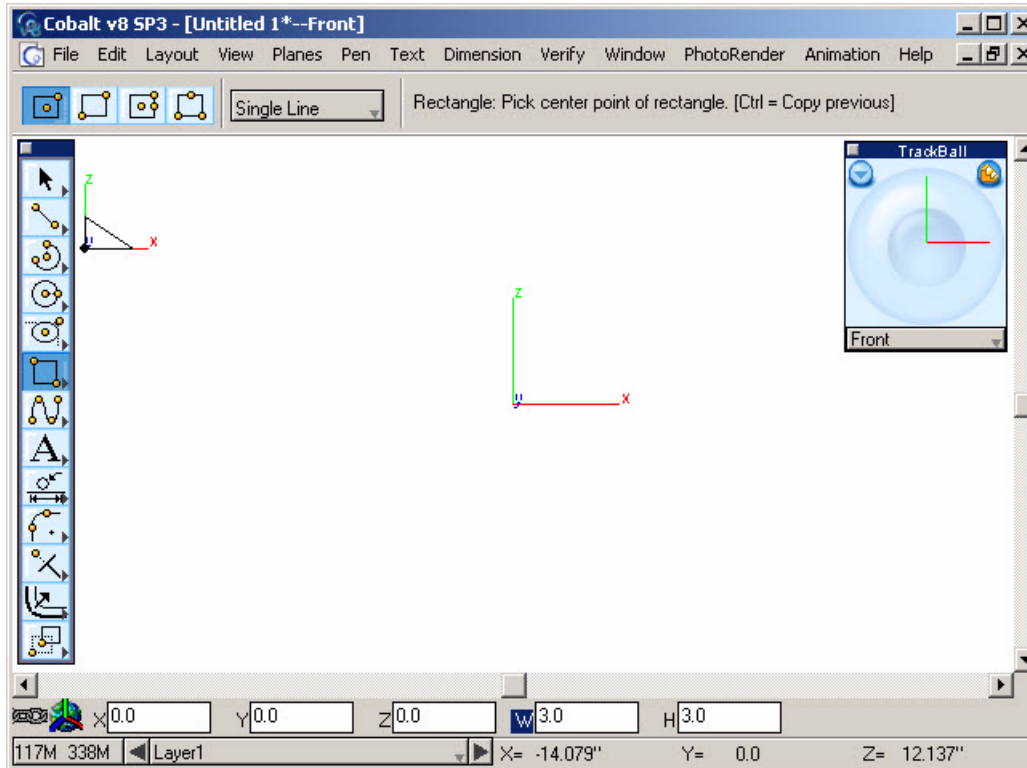 Cobalt v8 SP3 - [Untitled 1*--Front]
File Edit Layout View Planes Pen Text Dimension Verify Window PhotoRender Animation Help
Single Line
Rectangle: Pick center point of rectangle. [Ctrl = Copy previous]
TrackBall
z
y x
Front
z
y x
A
X 0.0 Y 0.0 Z 0.0 W 3.0 H 3.0
117M 338M Layer1 X= -14.079" Y= 0.0 Z= 12.137"